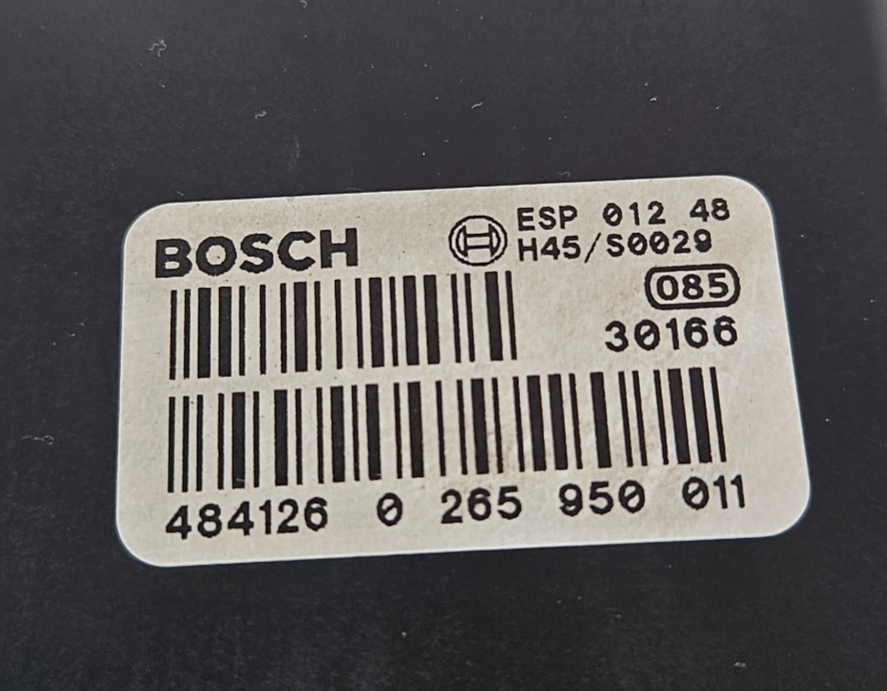 BOSCH
ESP 012 48
H45/S0029
085
30166
484126 0 265 950 011